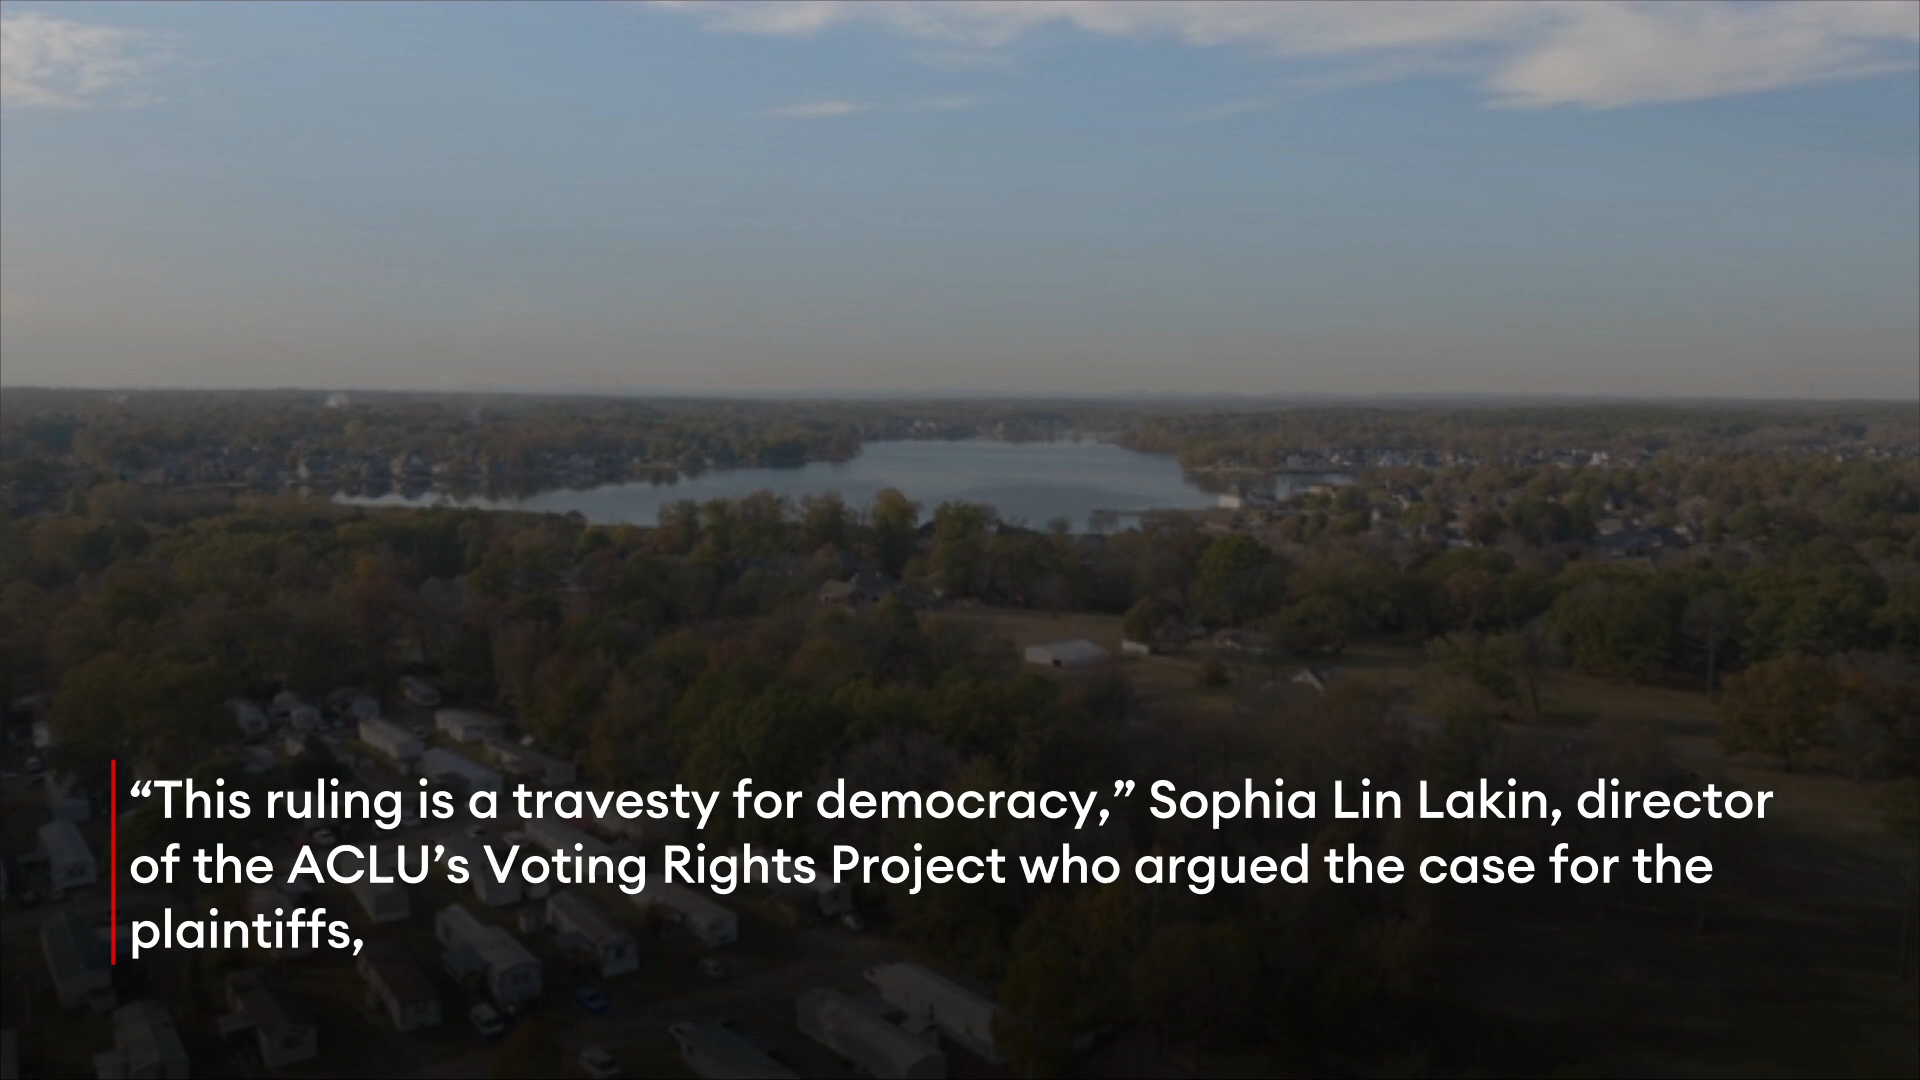 “This ruling is a travesty for democracy,” Sophia Lin Lakin, director
of the ACLU’s Voting Rights Project who argued the case for the
plaintiffs,